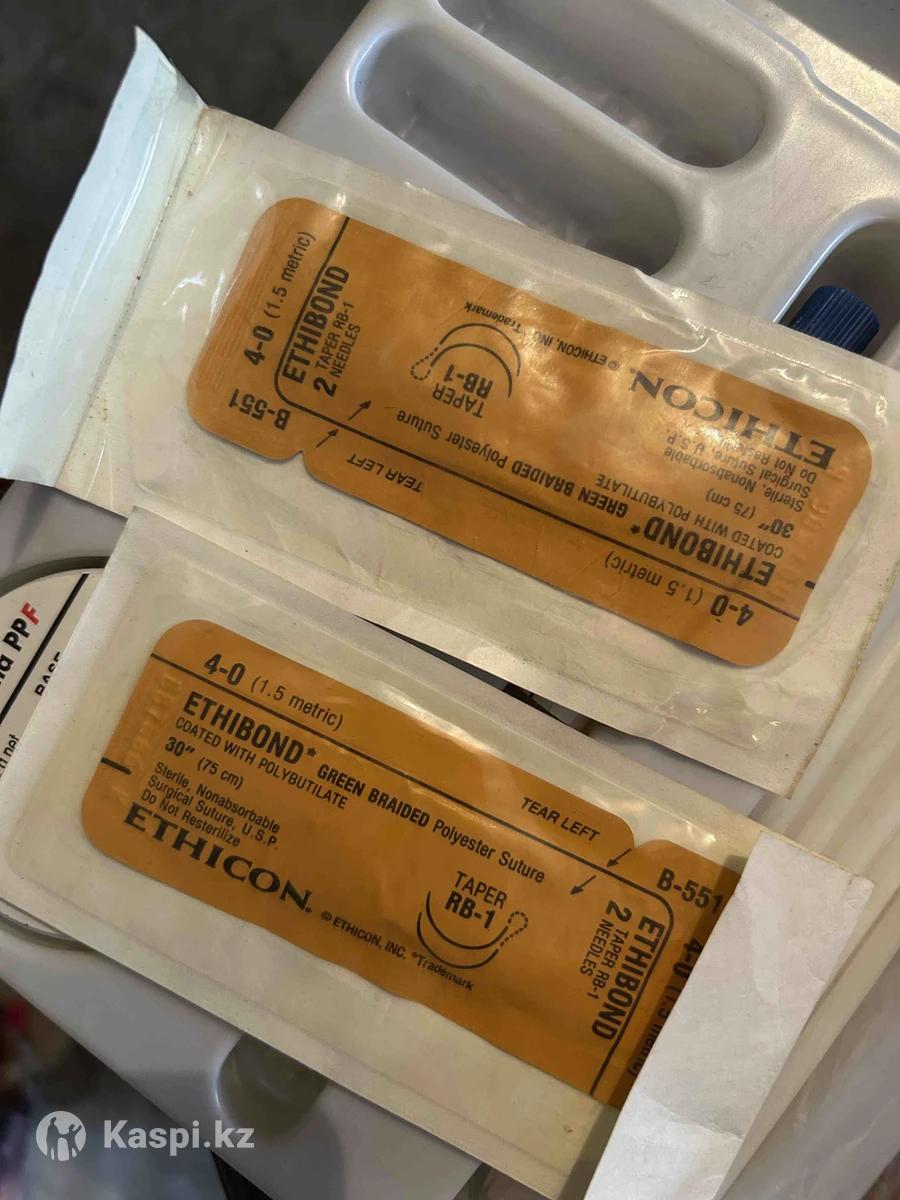 4-0 (1.5 metric)
ETHIBOND
2 TAPER RB-1
NEEDLES
B-551
TEAR LEFT
TAPER
RB-1
© ETHICON, INC. *Trademark
ETHICON
4-0 (1.5 metric)
ETHIBOND* GREEN BRAIDED Polyester Suture
COATED WITH POLYBUTILATE
30" (75 cm)
Sterile, Nonabsorbable
Surgical Suture, U.S.P.
4-0 (1.5 metric)
ETHIBOND* GREEN BRAIDED Polyester Suture
COATED WITH POLYBUTILATE
30" (75 cm)
Sterile, Nonabsorbable
Surgical Suture, U.S.P.
Do Not Resterilize
ETHICON.
© ETHICON, INC. *Trademark
TAPER
RB-1
TEAR LEFT
B-551
4-0
ETHIBOND
2 TAPER RB-1
NEEDLES
PPF
Kaspi.kz